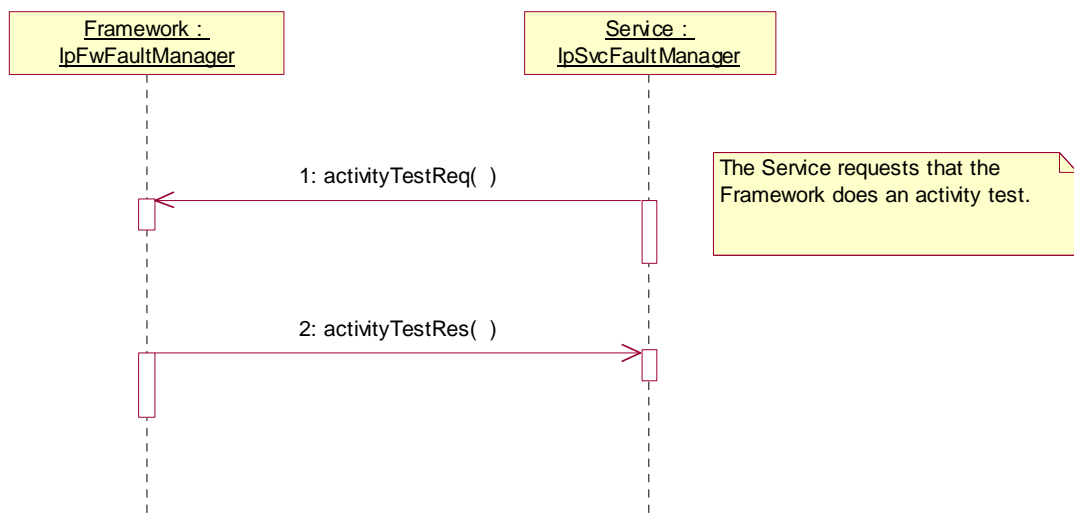 Framework :
IpFwFaultManager
Service :
IpSvcFaultManager
1: activityTestReq( )
The Service requests that the
Framework does an activity test.
2: activityTestRes( )